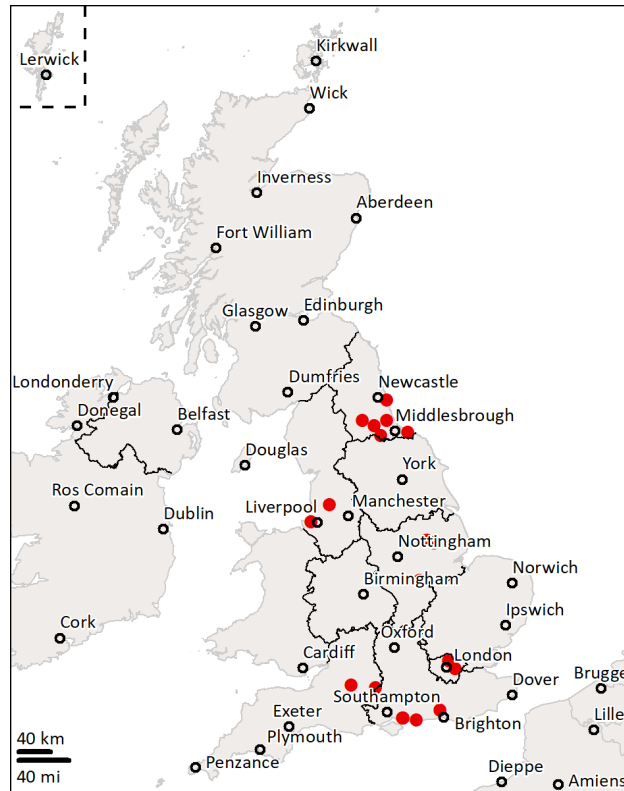 Lerwick
Kirkwall
Wick
Inverness
Aberdeen
Fort William
Glasgow
Edinburgh
Dumfries
Londonderry
Newcastle
Donegal
Belfast
Middlesbrough
Douglas
York
Ros Comain
Liverpool
Manchester
Dublin
Nottingham
Birmingham
Norwich
Ipswich
Cork
Oxford
Cardiff
London
Southampton
Dover
Brugge
Exeter
Brighton
Lille
Plymouth
40 km
40 mi
Penzance
Dieppe
Amiens